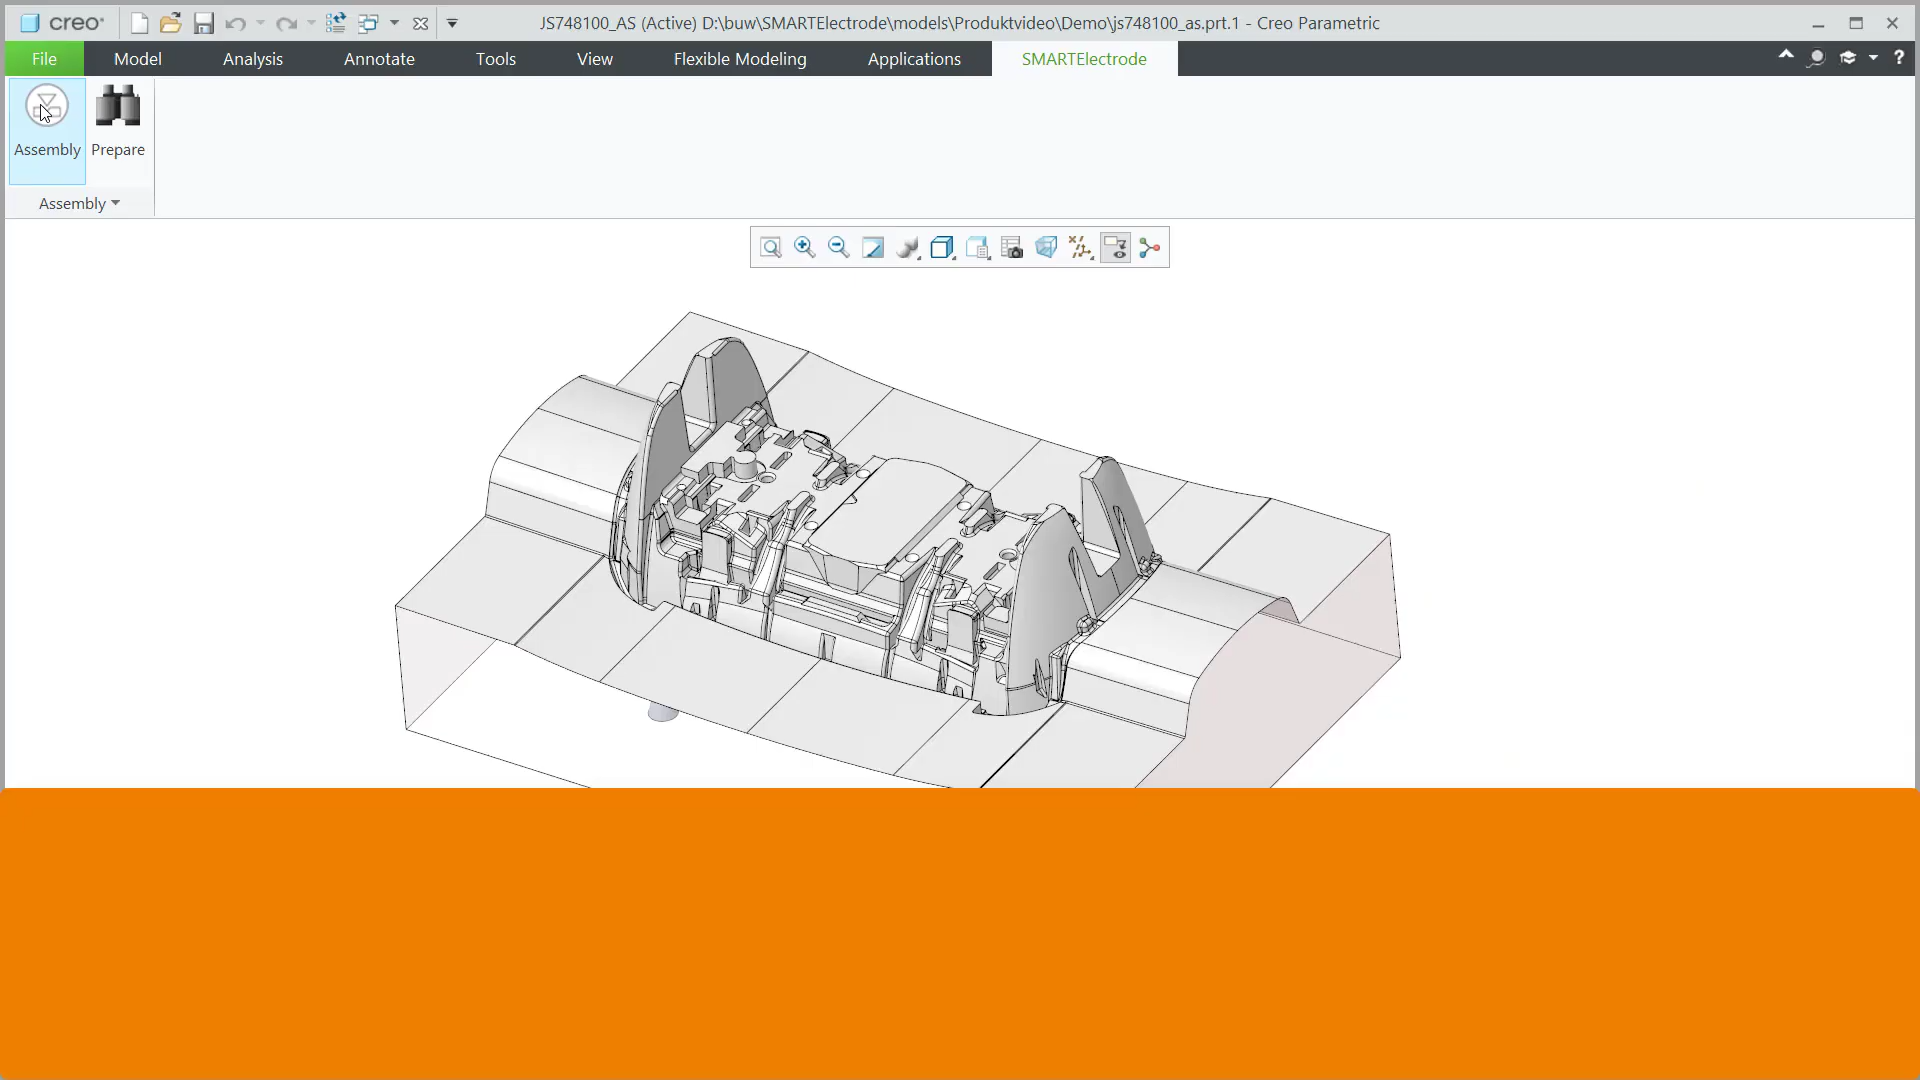 creo
JS748100_AS (Active) D:\buw\SMARTElectrode\models\Produktvideo\Demo\js748100_as.prt.1 - Creo Parametric
File Model Analysis Annotate Tools View Flexible Modeling Applications SMARTElectrode
Assembly Prepare
Assembly